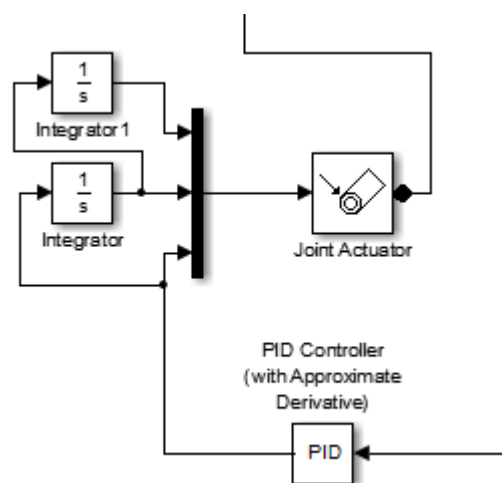 1
s
Integrator1
1
s
Integrator
Joint Actuator
PID Controller
(with Approximate
Derivative)
PID